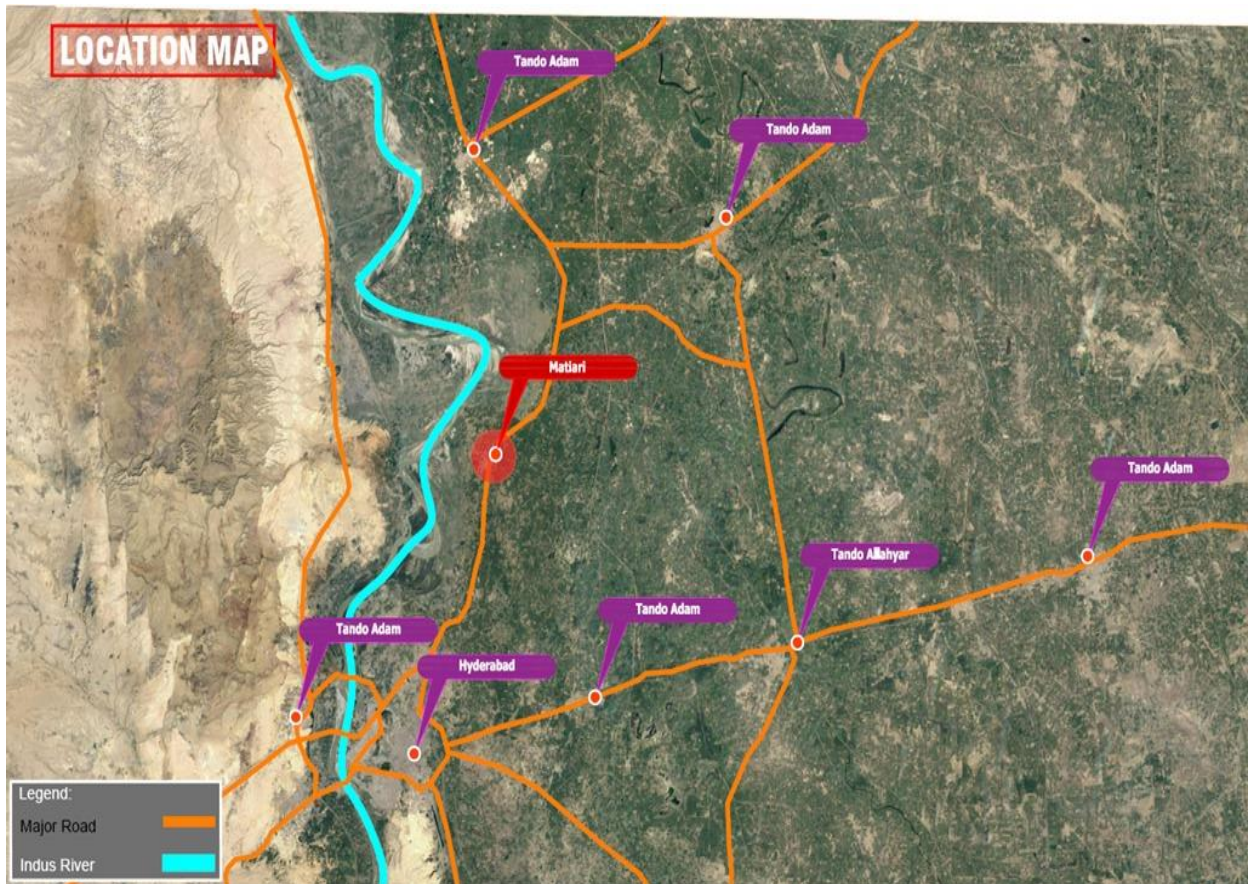 LOCATION MAP
Tando Adam
Tando Adam
Matiari
Tando Adam
Tando Allahyar
Tando Adam
Tando Adam
Hyderabad
Legend:
Major Road
Indus River